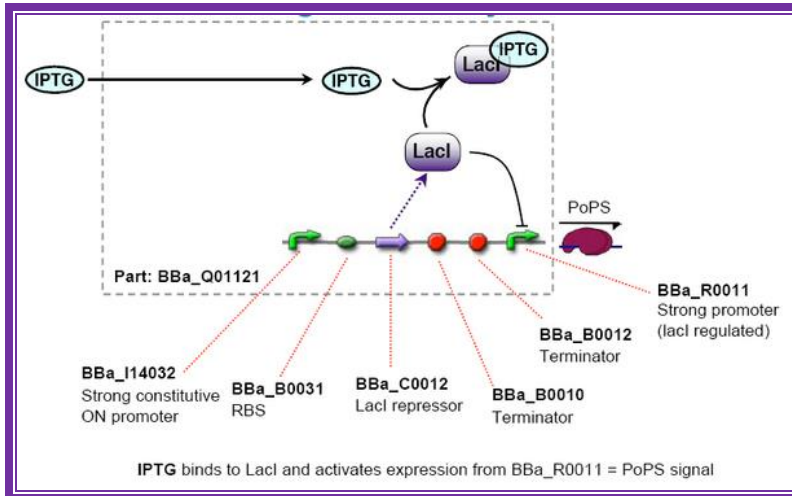 IPTG
IPTG
LacI
IPTG
LacI
PoPS
Part: BBa_Q01121
BBa_R0011
Strong promoter
(lacI regulated)
BBa_B0012
Terminator
BBa_I14032
Strong constitutive
ON promoter
BBa_B0031
RBS
BBa_C0012
LacI repressor
BBa_B0010
Terminator
IPTG binds to LacI and activates expression from BBa_R0011 = PoPS signal